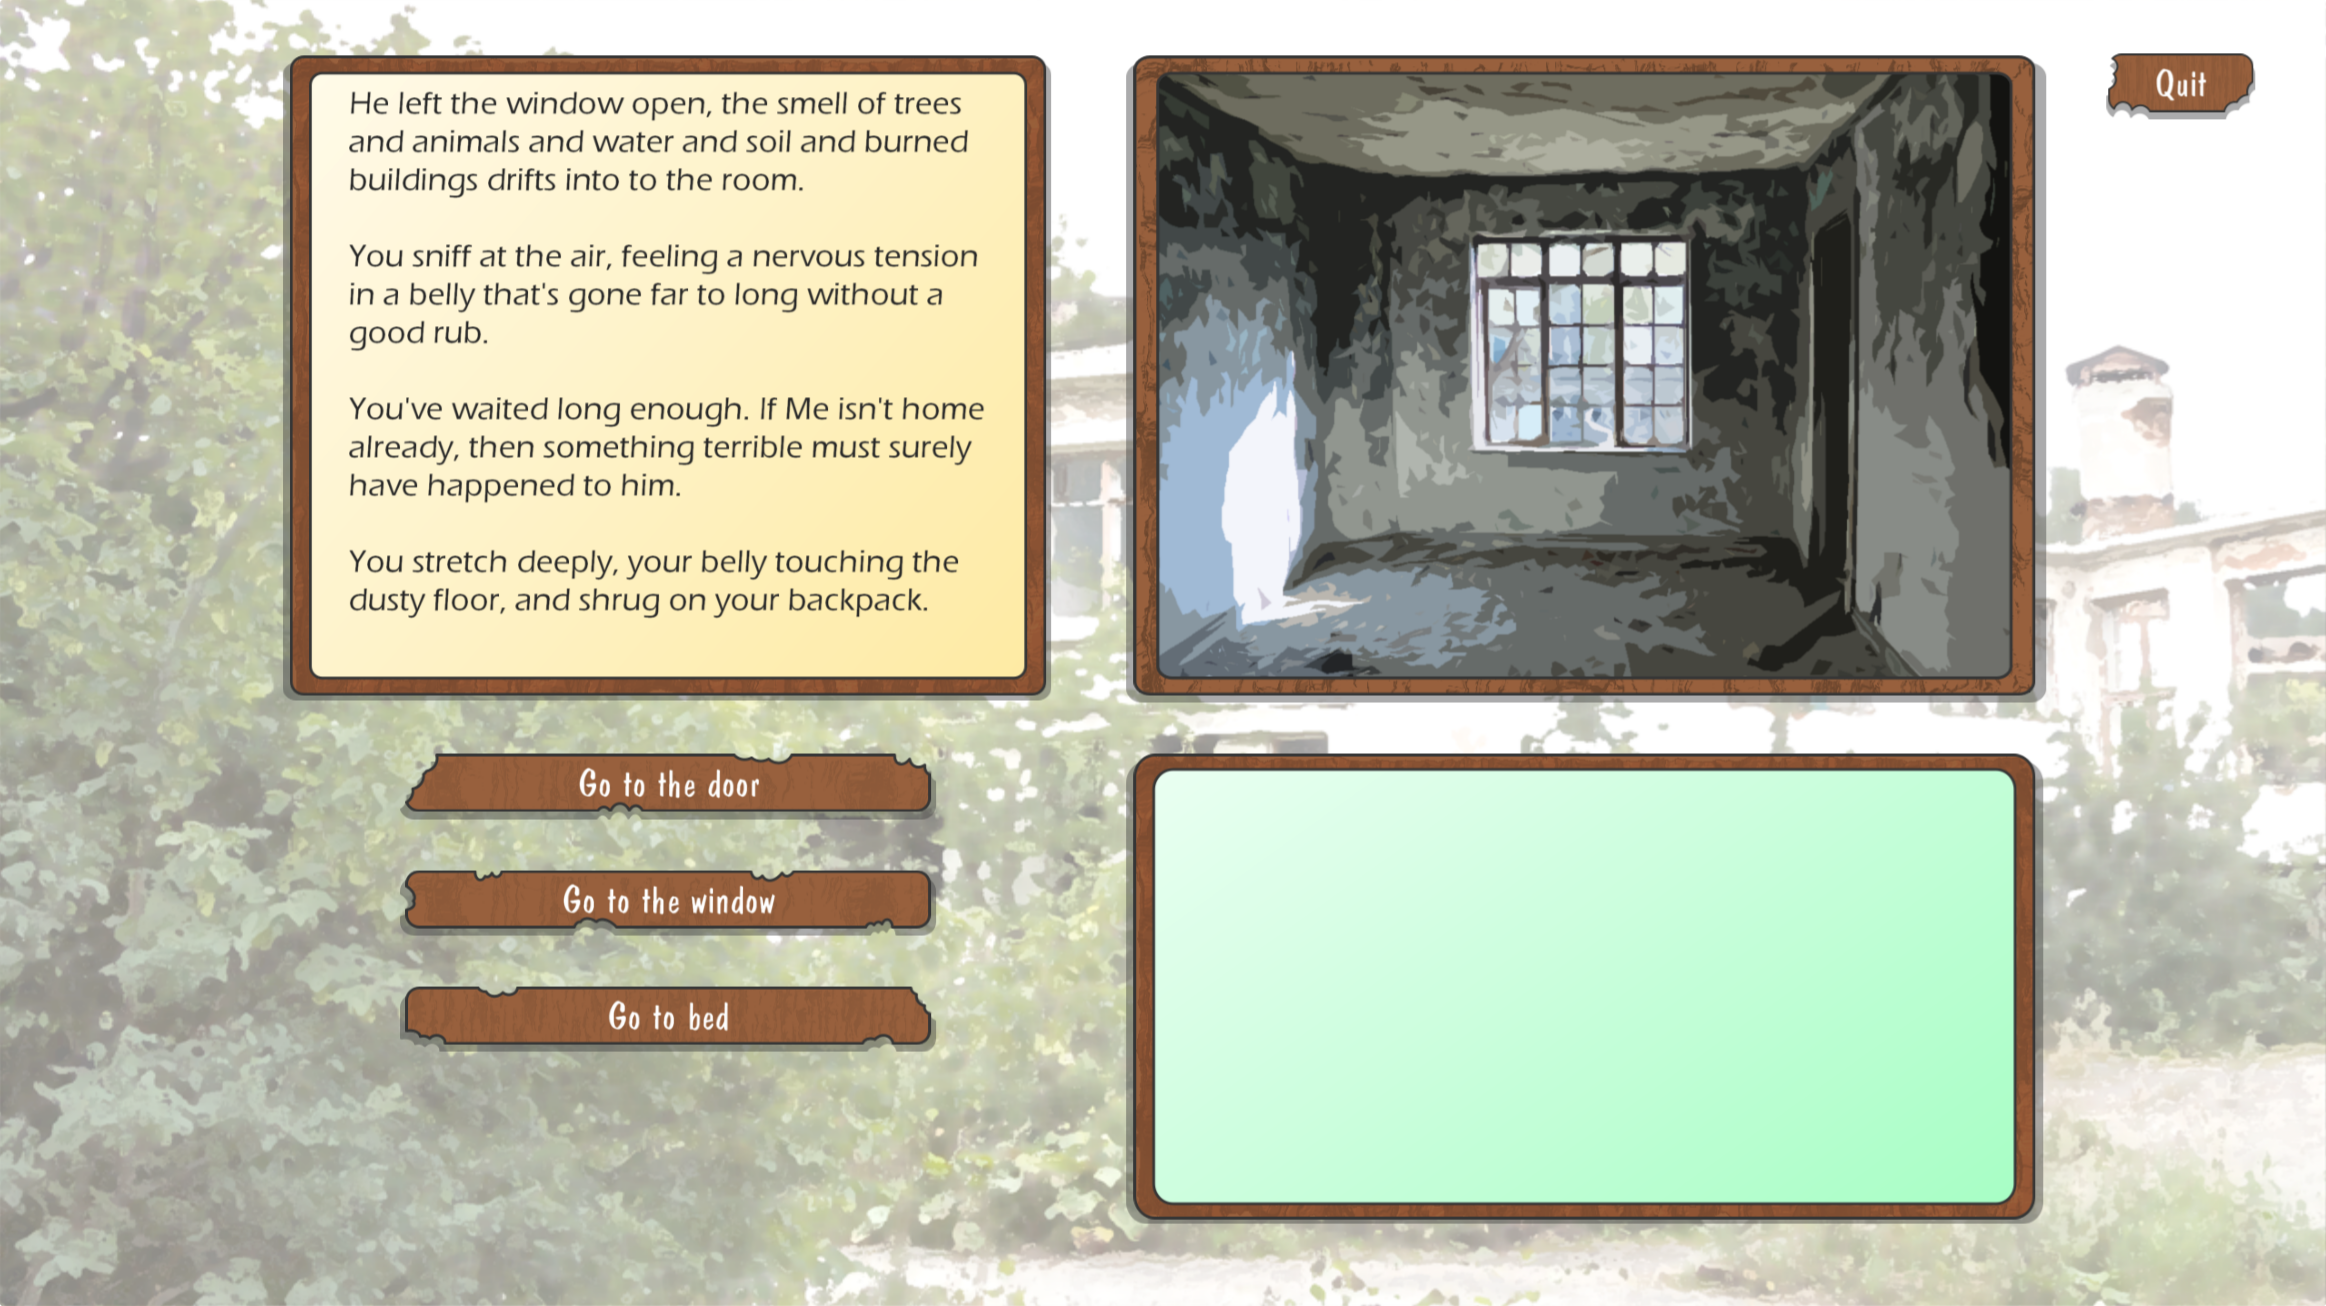 He left the window open, the smell of trees
and animals and water and soil and burned
buildings drifts into to the room.
You sniff at the air, feeling a nervous tension
in a belly that's gone far to long without a
good rub.
You've waited long enough. If Me isn't home
already, then something terrible must surely
have happened to him.
You stretch deeply, your belly touching the
dusty floor, and shrug on your backpack.
Quit
Go to the door
Go to the window
Go to bed